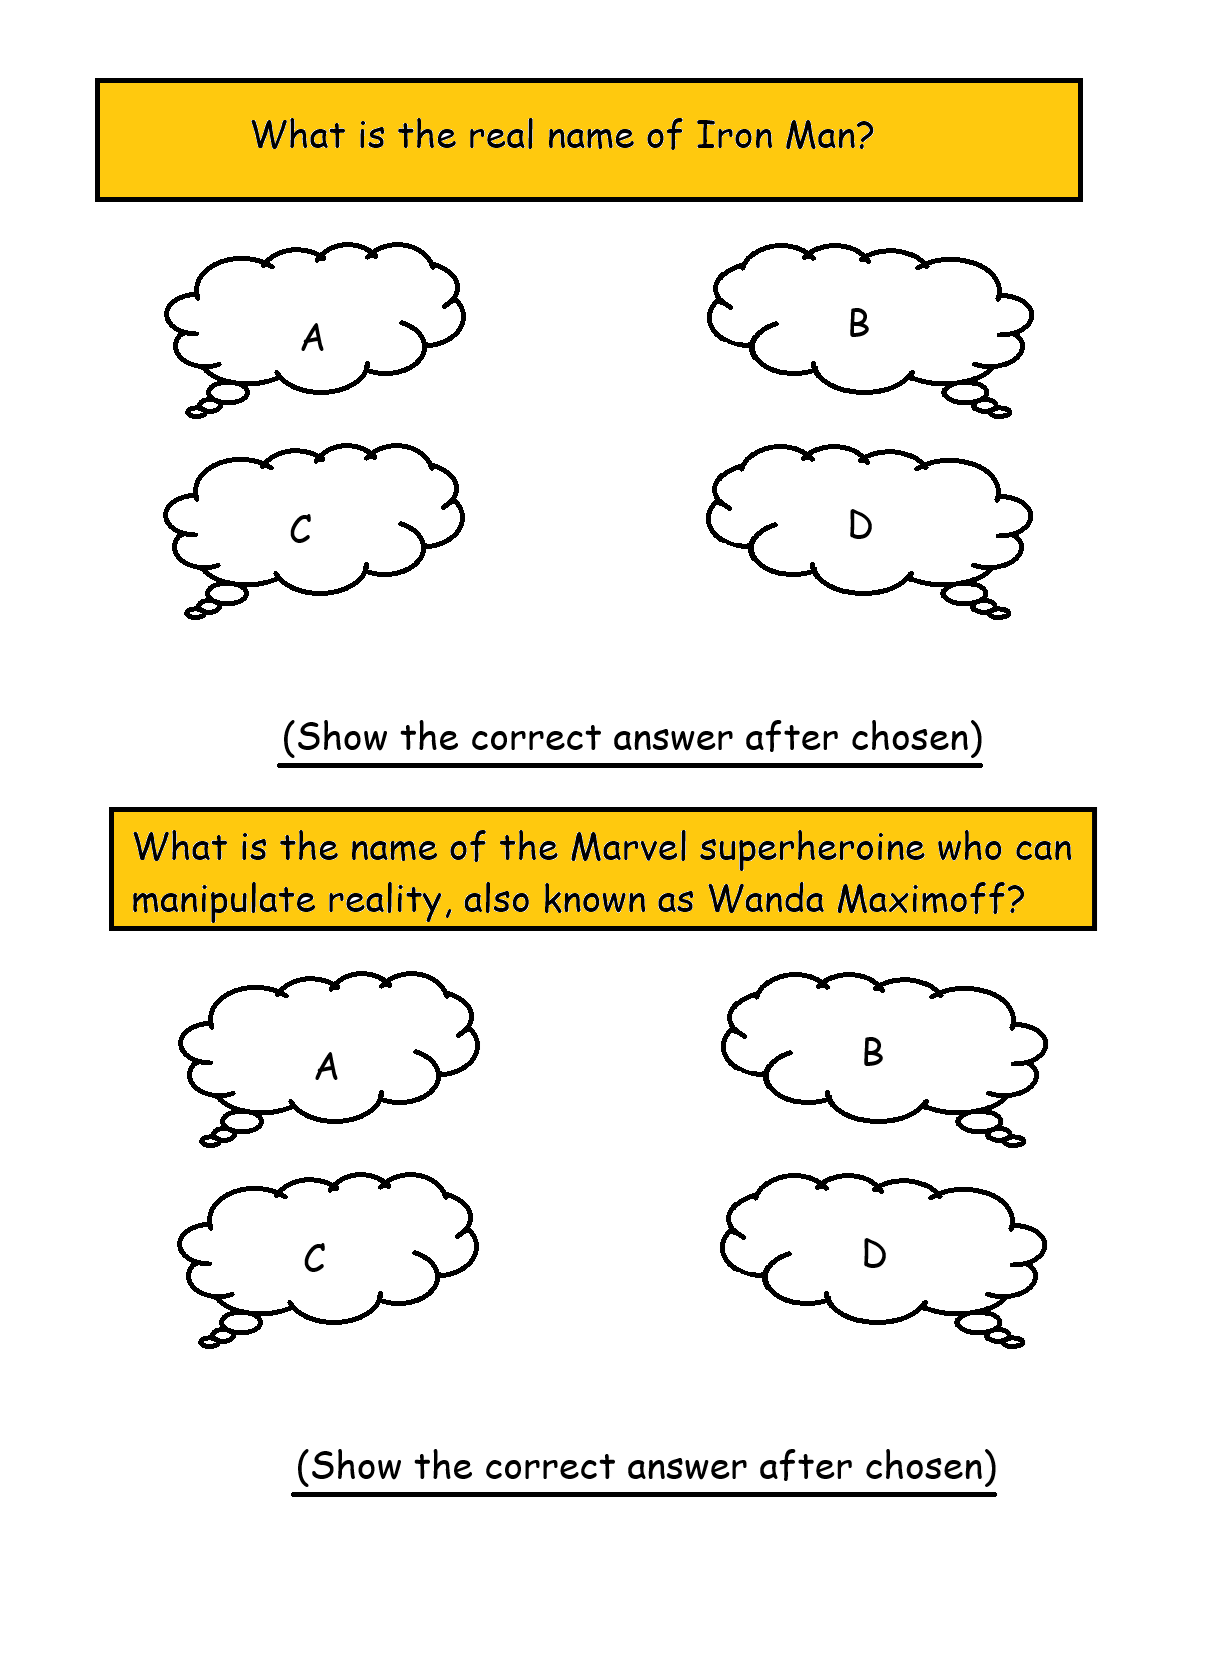 What is the real name of Iron Man?
A
B
C
D
(Show the correct answer after chosen)
What is the name of the Marvel superheroine who can
manipulate reality, also known as Wanda Maximoff?
A
B
C
D
(Show the correct answer after chosen)